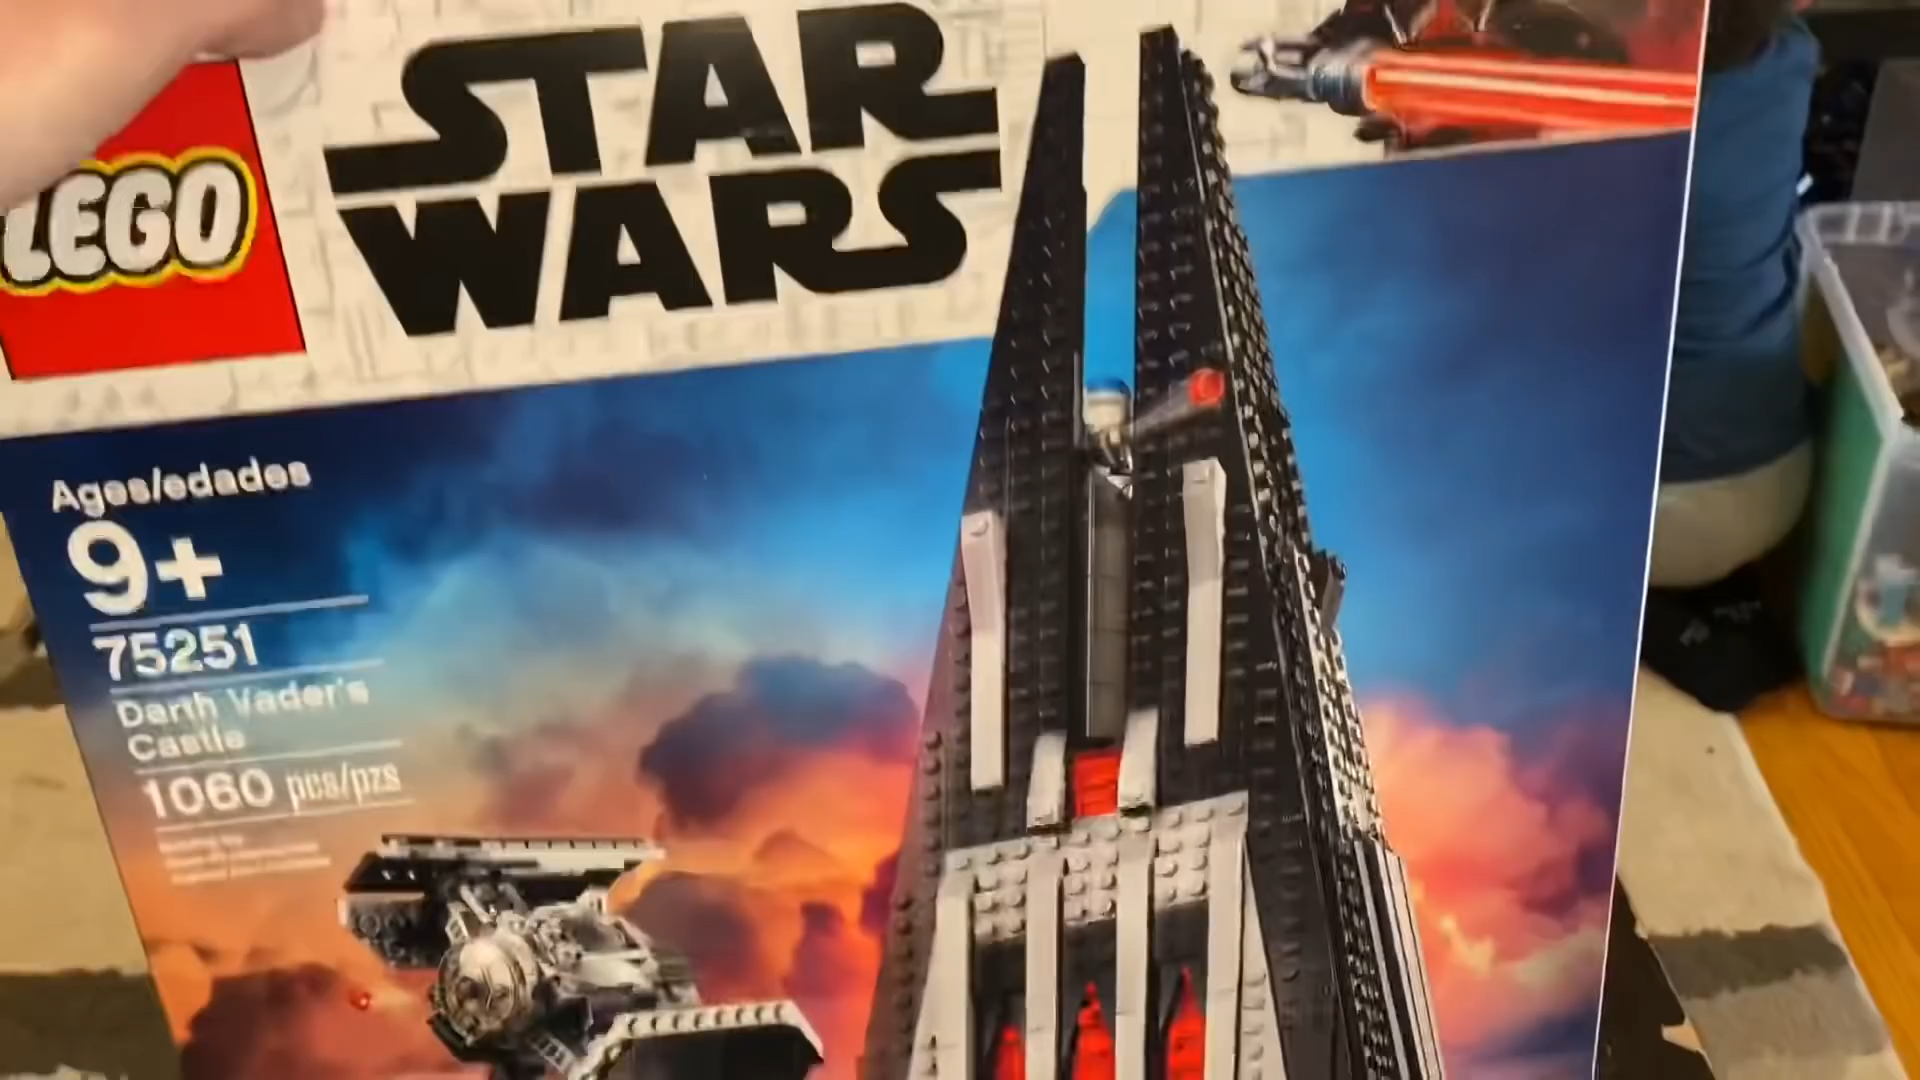 LEGO
STAR
WARS
Ages/edades
9+
75251
Darth Vader's
Castle
1060 pcs/pzs